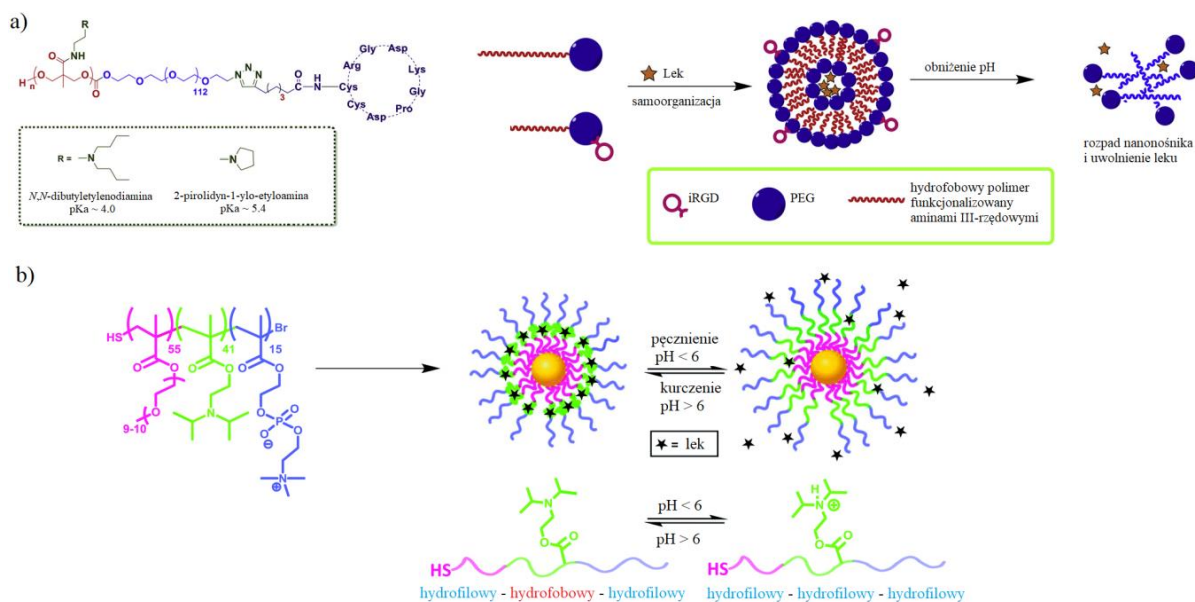 a)
R
NH
O
H
O
n
O
O
O
O
O
O
O
112
O
N
N
N
3
O
C
N
H
Gly
Asp
Arg
Lys
Cys
Gly
Cys
Pro
Asp
R =
N
N
N,N-dibutyletylenodiamina
pKa ~ 4.0
2-pirolidyn-1-ylo-etyloamina
pKa ~ 5.4
Lek
samoorganizacja
obniżenie pH
rozpad nanonośnika
i uwolnienie leku
iRGD
PEG
hydrofobowy polimer
funkcjonalizowany
aminami III-rzędowymi
b)
HS
55
41
15
Br
O
O
O
O
O
O
O
9-10
N
O
O
P
O
O
⊖
N
⊕
pęcznienie
pH < 6
kurczenie
pH > 6
= lek
N
O
O
HS
pH < 6
pH > 6
H
N
⊕
O
O
HS
hydrofilowy - hydrofobowy - hydrofilowy
hydrofilowy - hydrofilowy - hydrofilowy